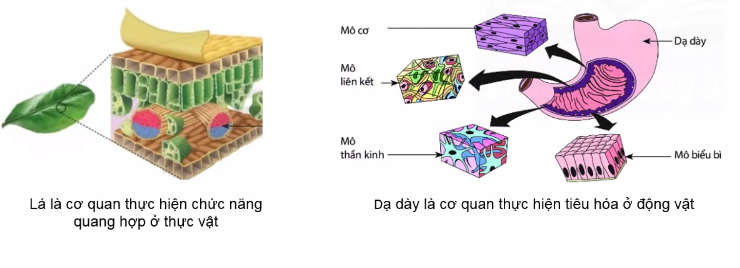 Mô cơ
Dạ dày
Mô
liên kết
Mô
thần kinh
Mô biểu bì
Lá là cơ quan thực hiện chức năng
quang hợp ở thực vật
Dạ dày là cơ quan thực hiện tiêu hóa ở động vật